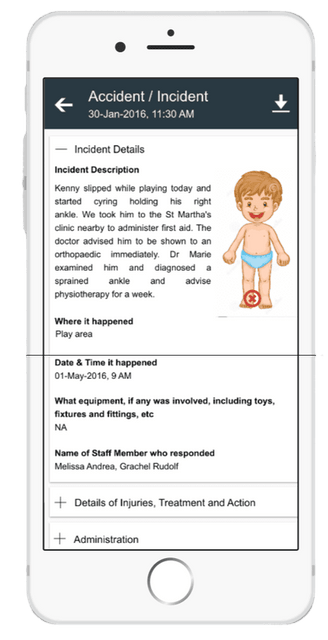 Accident / Incident
30-Jan-2016, 11:30 AM
Incident Details
Incident Description
Kenny slipped while playing today and
started cyring holding his right
ankle. We took him to the St Martha's
clinic nearby to administer first aid. The
doctor advised him to be shown to an
orthopaedic immediately. Dr Marie
examined him and diagnosed a
sprained ankle and advise
physiotherapy for a week.
Where it happened
Play area
Date & Time it happened
01-May-2016, 9 AM
What equipment, if any was involved, including toys,
fixtures and fittings, etc
NA
Name of Staff Member who responded
Melissa Andrea, Grachel Rudolf
Details of Injuries, Treatment and Action
Administration